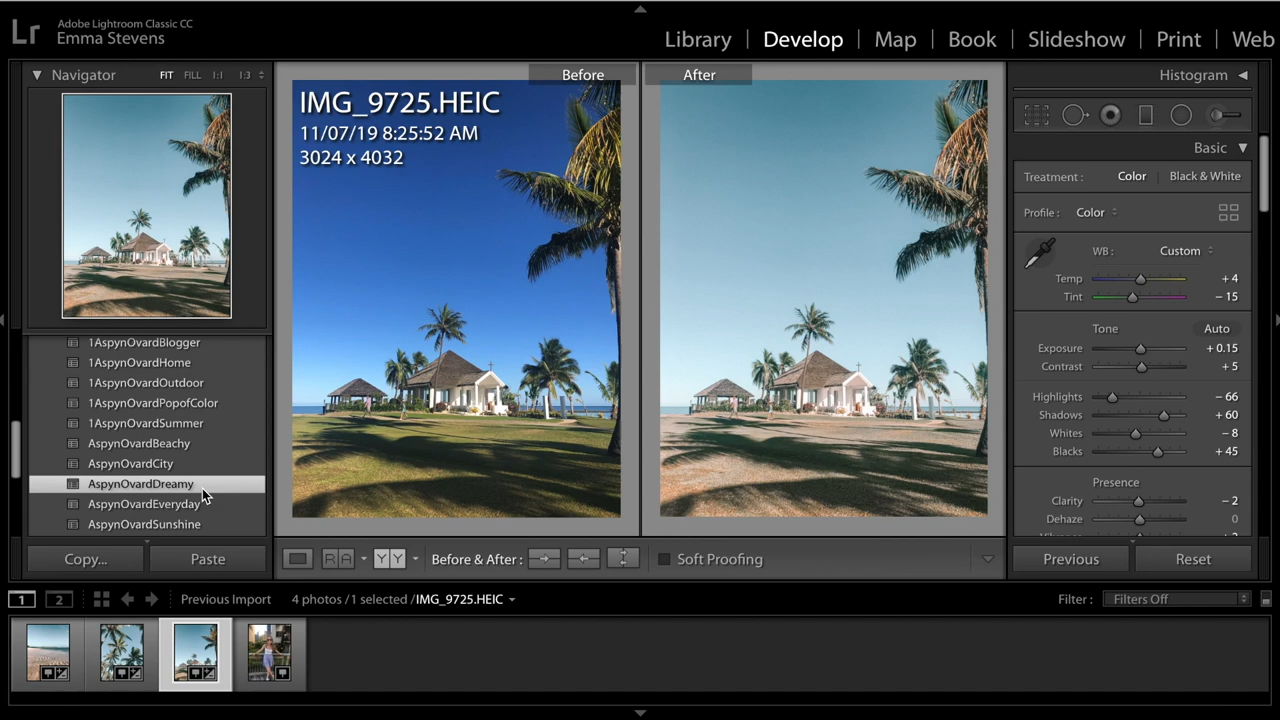 Lr
Adobe Lightroom Classic CC
Emma Stevens
Library | Develop | Map | Book | Slideshow | Print | Web
Navigator FIT FILL 1:1 1:3
1AspynOvardBlogger
1AspynOvardHome
1AspynOvardOutdoor
1AspynOvardPopofColor
1AspynOvardSummer
AspynOvardBeachy
AspynOvardCity
AspynOvardDreamy
AspynOvardEveryday
AspynOvardSunshine
Copy... Paste
Before
IMG_9725.HEIC
11/07/19 8:25:52 AM
3024 x 4032
After
Histogram
Basic
Treatment : Color | Black & White
Profile : Color
WB : Custom
Temp + 4
Tint − 15
Tone Auto
Exposure + 0.15
Contrast + 5
Highlights − 66
Shadows + 60
Whites − 8
Blacks + 45
Presence
Clarity − 2
Dehaze 0
R A Y Y Before & After : Soft Proofing
Previous Reset
1 2 Previous Import 4 photos / 1 selected / IMG_9725.HEIC Filter : Filters Off